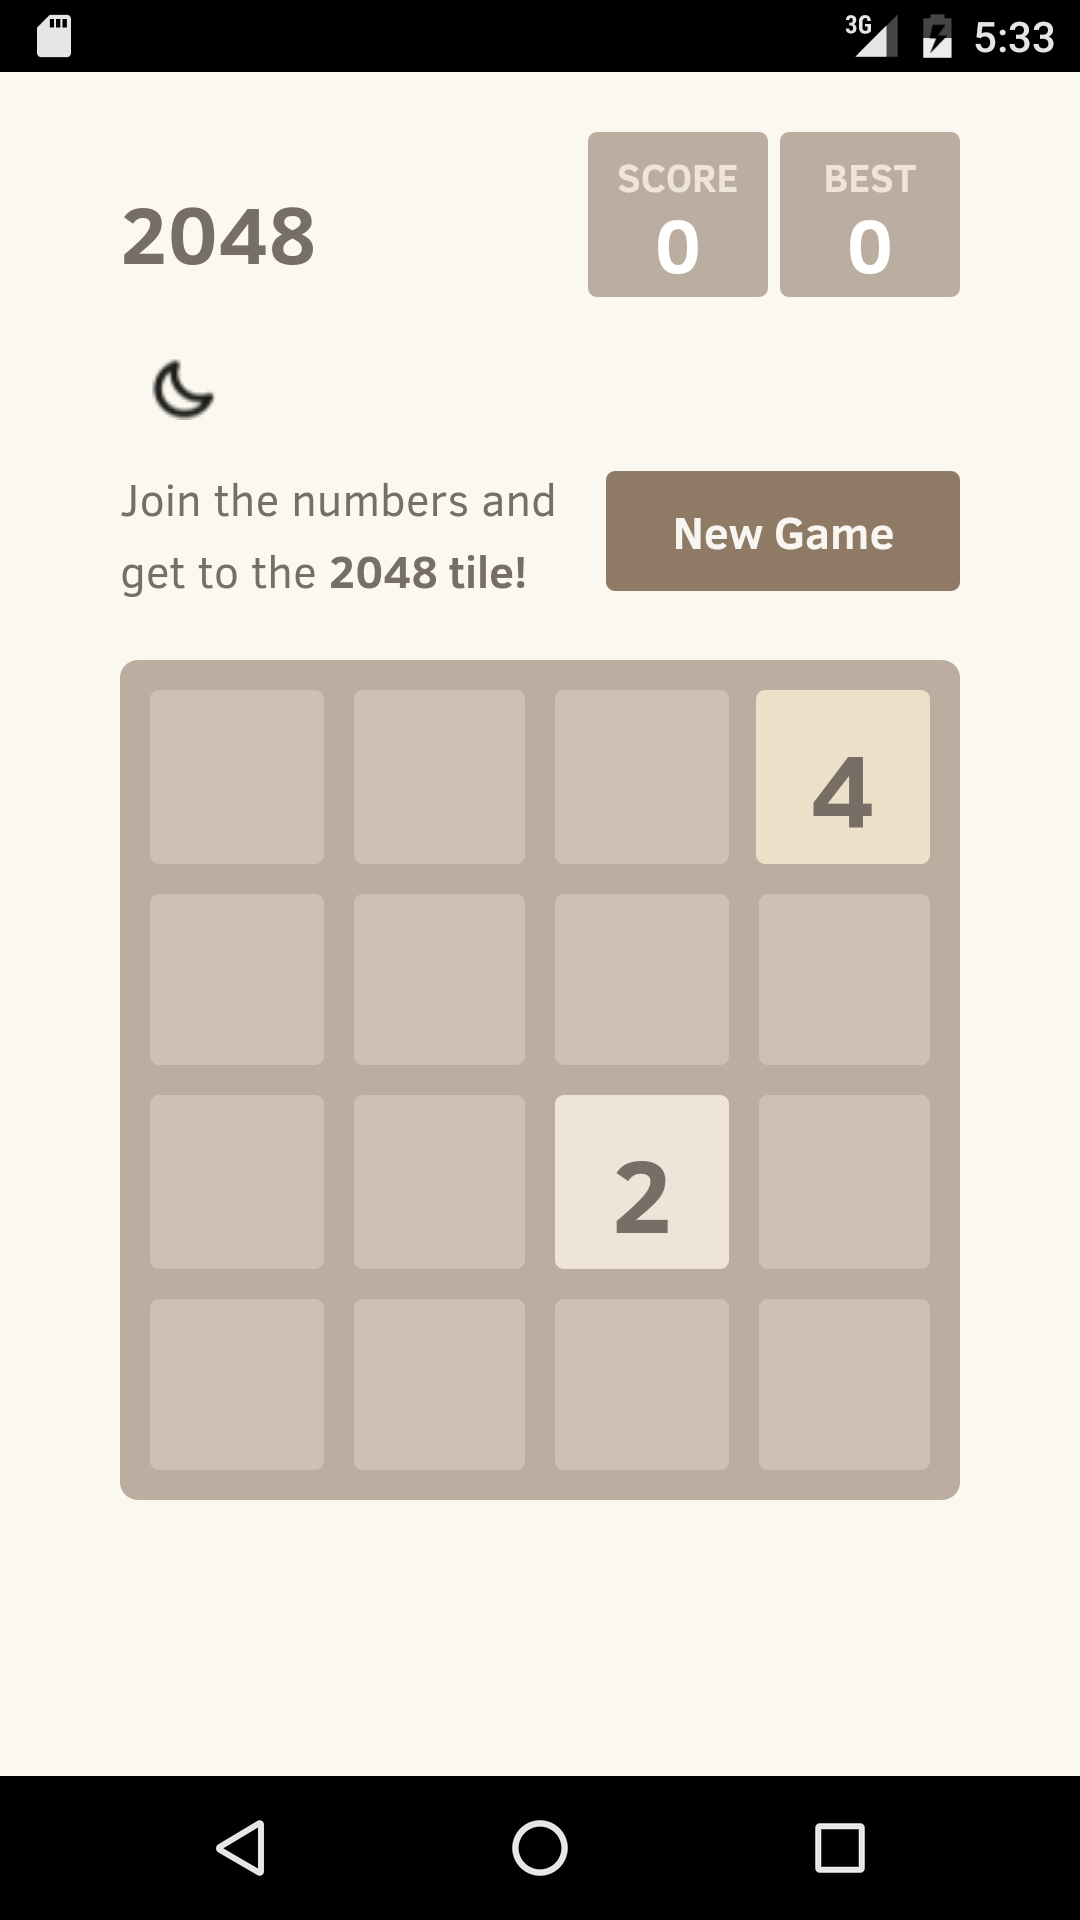 3G 5:33
SCORE BEST
2048
0 0
Join the numbers and
get to the 2048 tile!
New Game
4
2